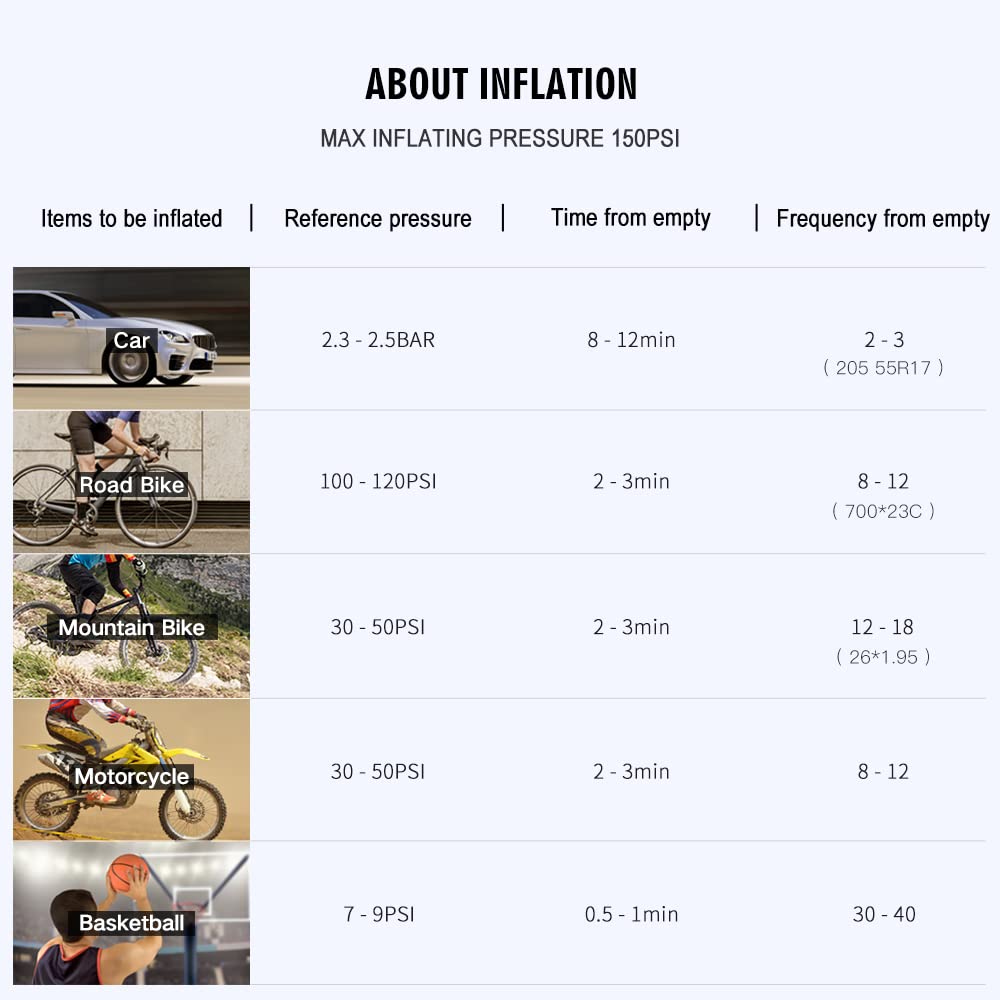 ABOUT INFLATION
MAX INFLATING PRESSURE 150PSI
Items to be inflated | Reference pressure | Time from empty | Frequency from empty
Car 2.3 - 2.5BAR 8 - 12min 2 - 3
( 205 55R17 )
Road Bike 100 - 120PSI 2 - 3min 8 - 12
( 700*23C )
Mountain Bike 30 - 50PSI 2 - 3min 12 - 18
( 26*1.95 )
Motorcycle 30 - 50PSI 2 - 3min 8 - 12
Basketball 7 - 9PSI 0.5 - 1min 30 - 40